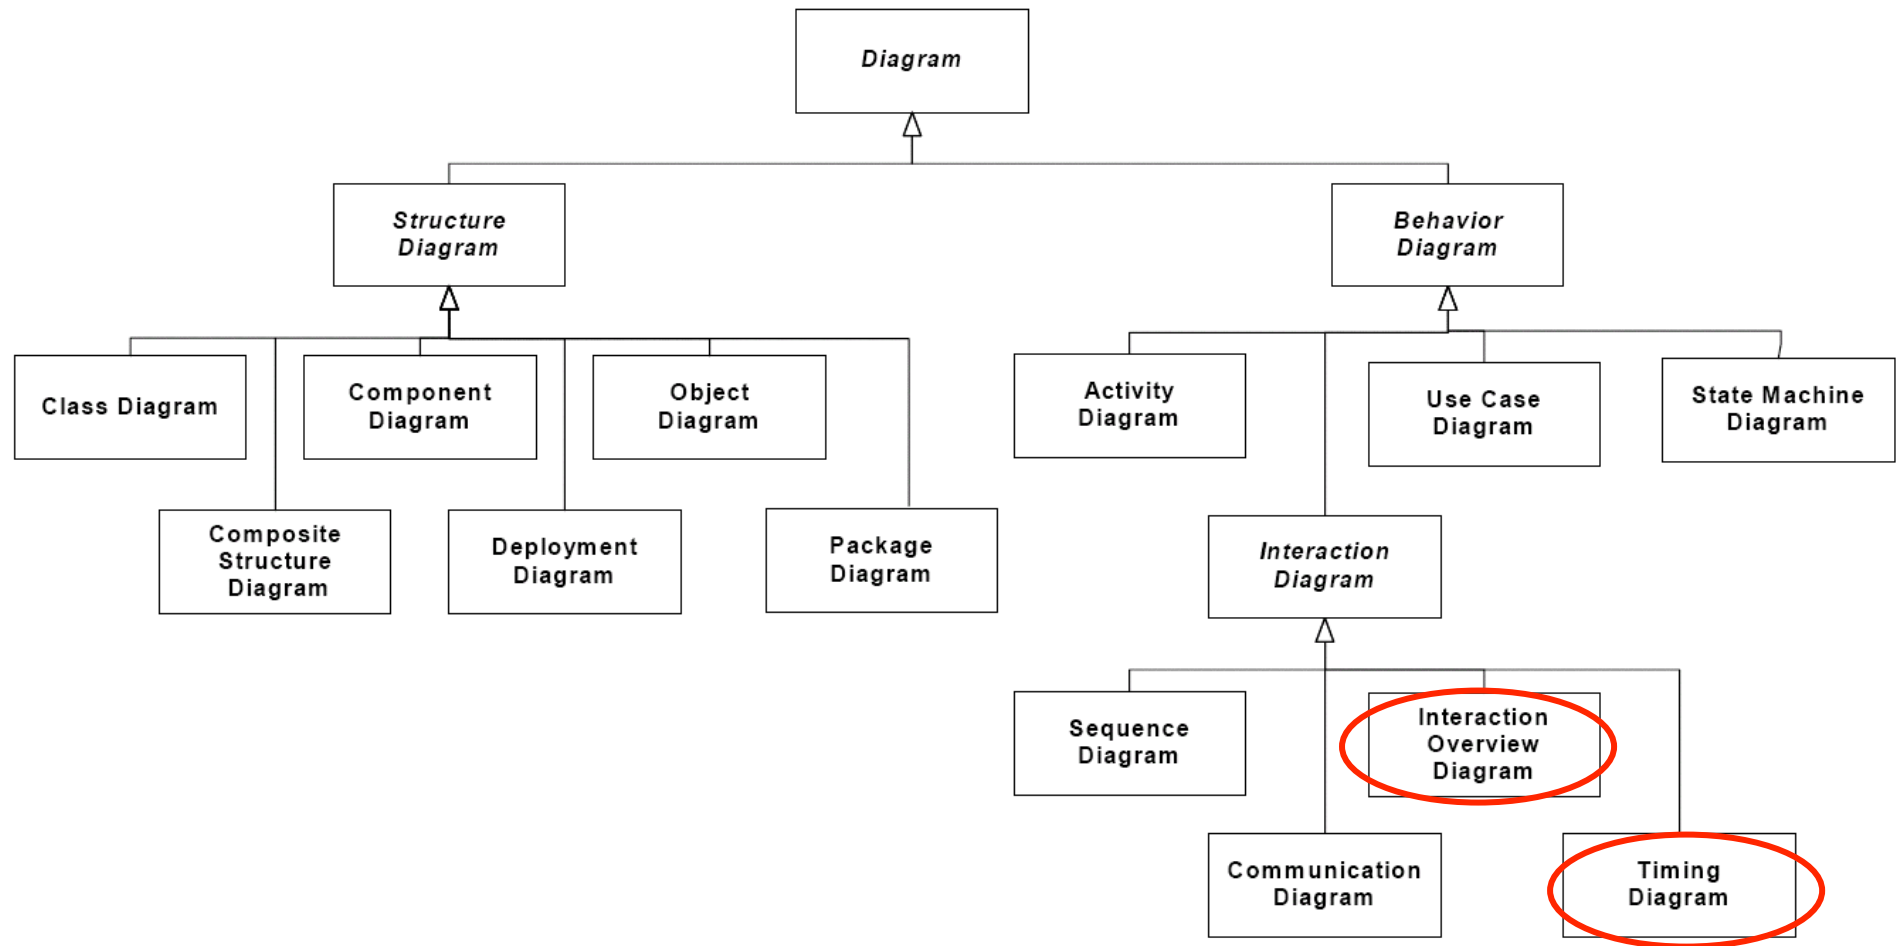 Diagram
Structure
Diagram
Behavior
Diagram
Class Diagram
Component
Diagram
Object
Diagram
Activity
Diagram
Use Case
Diagram
State Machine
Diagram
Composite
Structure
Diagram
Deployment
Diagram
Package
Diagram
Interaction
Diagram
Sequence
Diagram
Interaction
Overview
Diagram
Communication
Diagram
Timing
Diagram